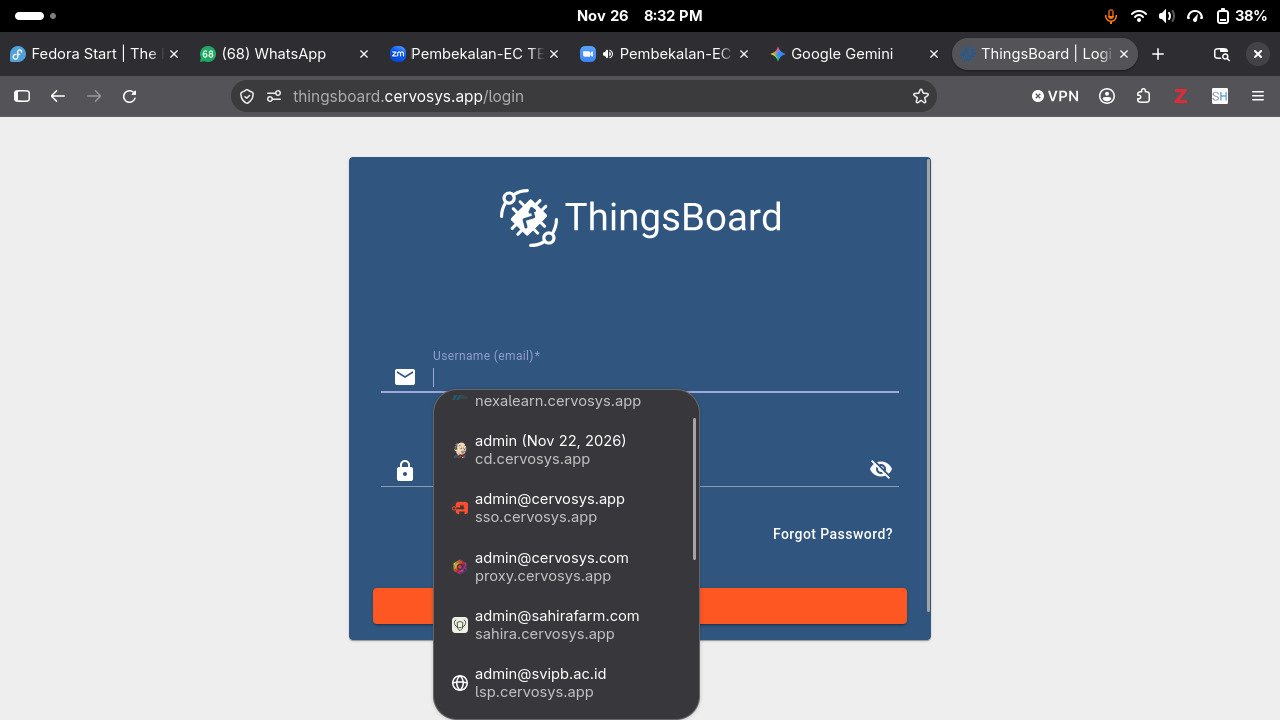 Nov 26 8:32 PM
38%
Fedora Start | The
68 (68) WhatsApp
zm Pembekalan-EC TE
Pembekalan-EC
Google Gemini
ThingsBoard | Logi
thingsboard.cervosys.app/login
VPN
Z
SH
ThingsBoard
Username (email)*
nexalearn.cervosys.app
admin (Nov 22, 2026)
cd.cervosys.app
admin@cervosys.app
sso.cervosys.app
Forgot Password?
admin@cervosys.com
proxy.cervosys.app
admin@sahirafarm.com
sahira.cervosys.app
admin@svipb.ac.id
lsp.cervosys.app